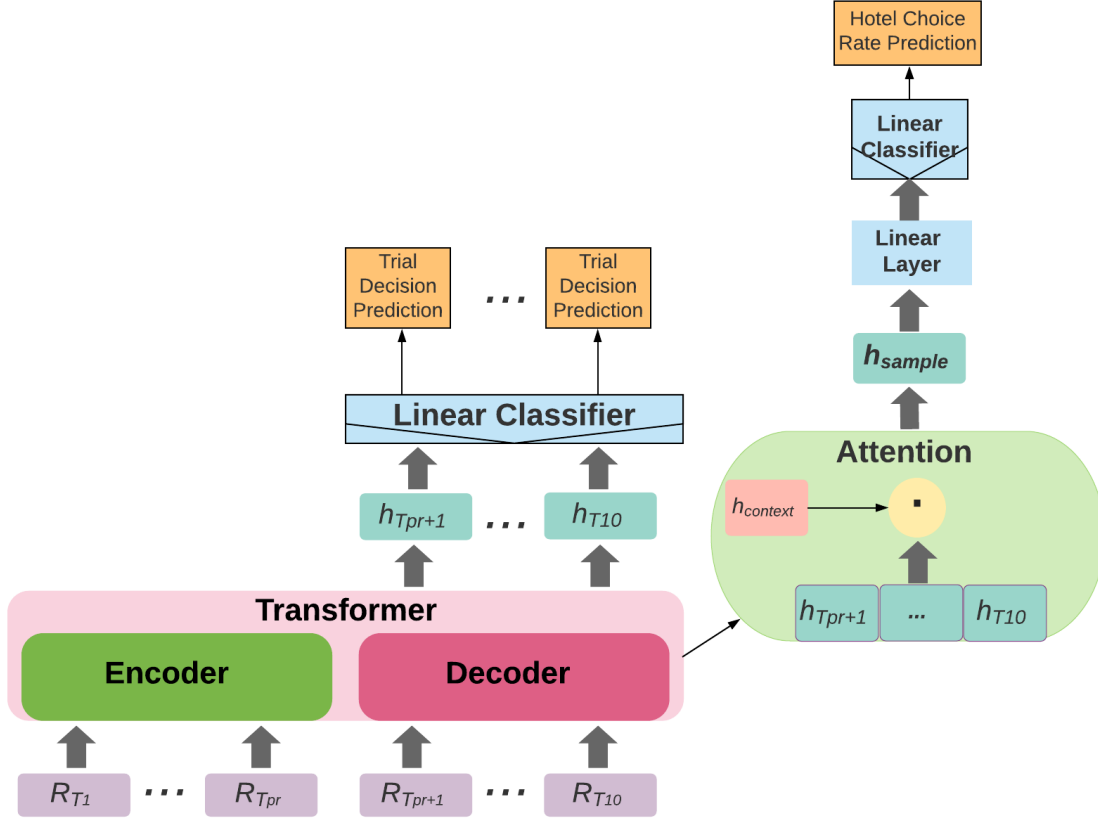 Hotel Choice
Rate Prediction
Linear
Classifier
Linear
Layer
h_sample
Attention
h_context
.
h_Tpr+1
...
h_T10
Trial
Decision
Prediction
...
Trial
Decision
Prediction
Linear Classifier
h_Tpr+1
...
h_T10
Transformer
Encoder
Decoder
R_T1
...
R_Tpr
R_Tpr+1
...
R_T10